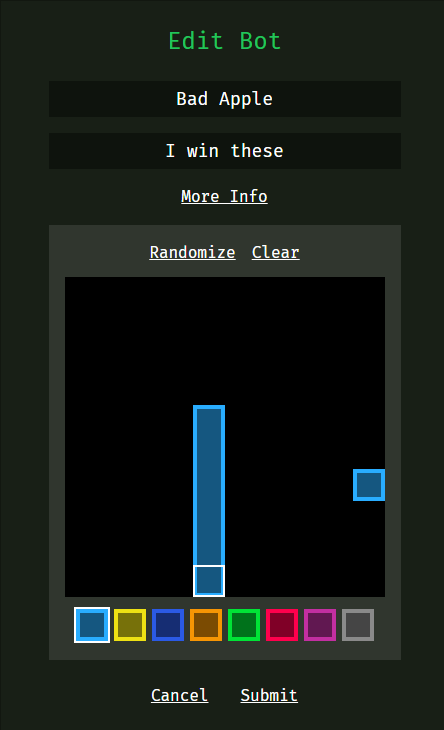 Edit Bot
Bad Apple
I win these
More Info
Randomize Clear
Cancel Submit